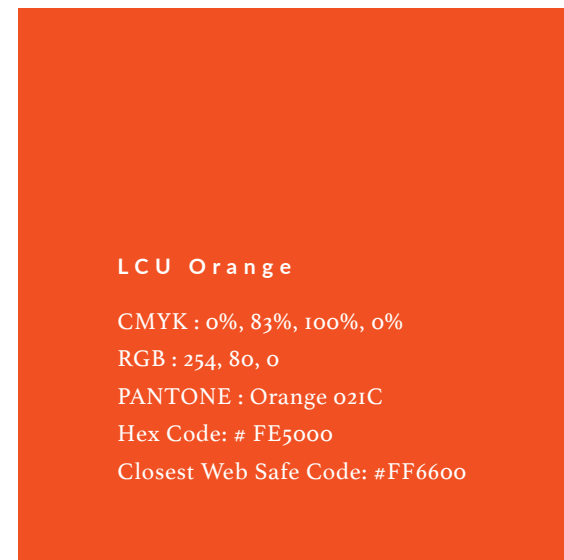 LCU Orange
CMYK : 0%, 83%, 100%, 0%
RGB : 254, 80, 0
PANTONE : Orange 021C
Hex Code: # FE5000
Closest Web Safe Code: #FF6600